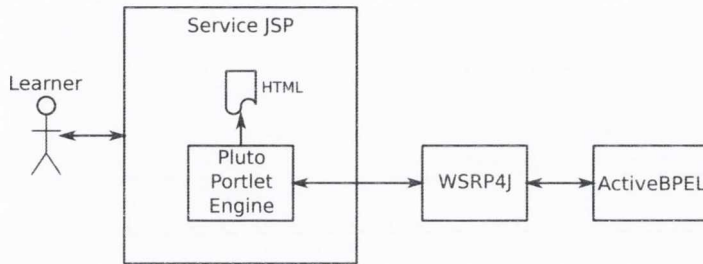 Service JSP
Learner
HTML
Pluto
Portlet
Engine
WSRP4J
ActiveBPEL